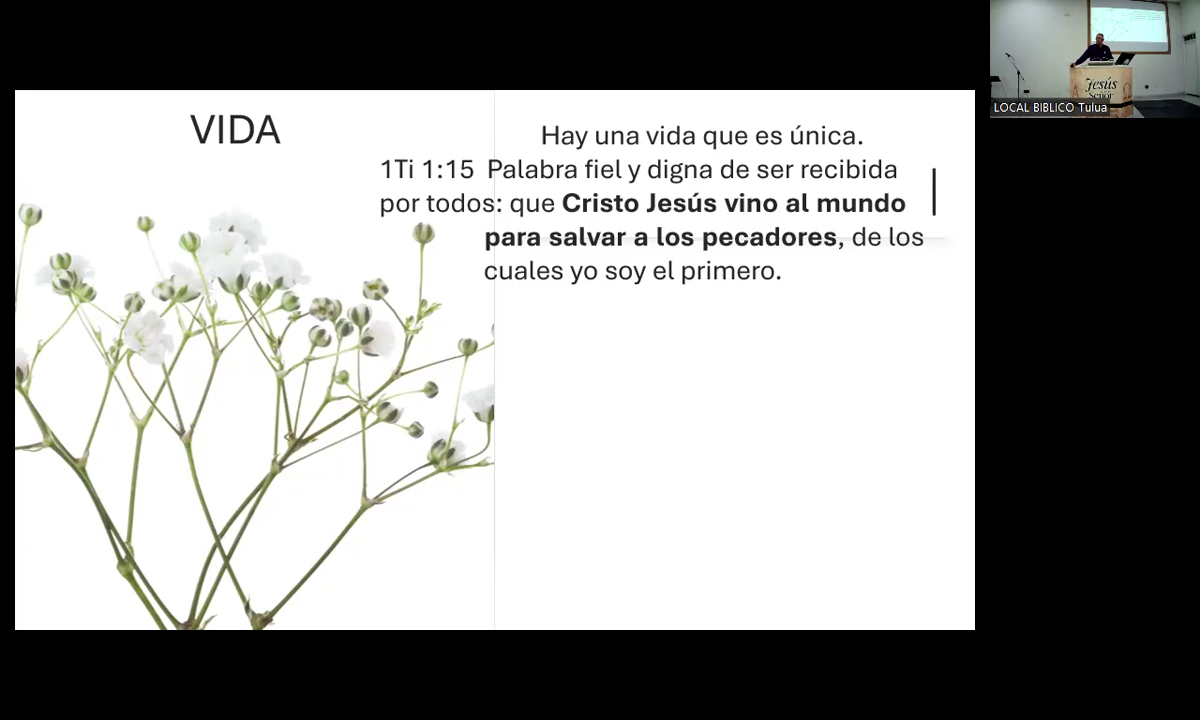 VIDA
Hay una vida que es única.
1Ti 1:15 Palabra fiel y digna de ser recibida
por todos: que Cristo Jesús vino al mundo
para salvar a los pecadores, de los
cuales yo soy el primero.
Jesús
Señor
LOCAL BIBLICO Tulua